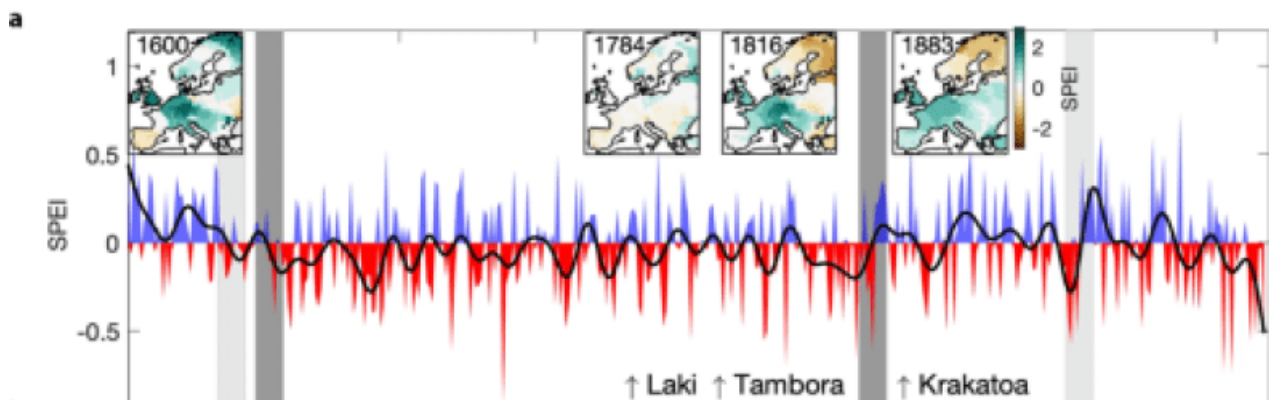 a
1600
1784
1816
1883
2
0
-2
SPEI
1
0.5
0
-0.5
SPEI
↑ Laki ↑ Tambora ↑ Krakatoa